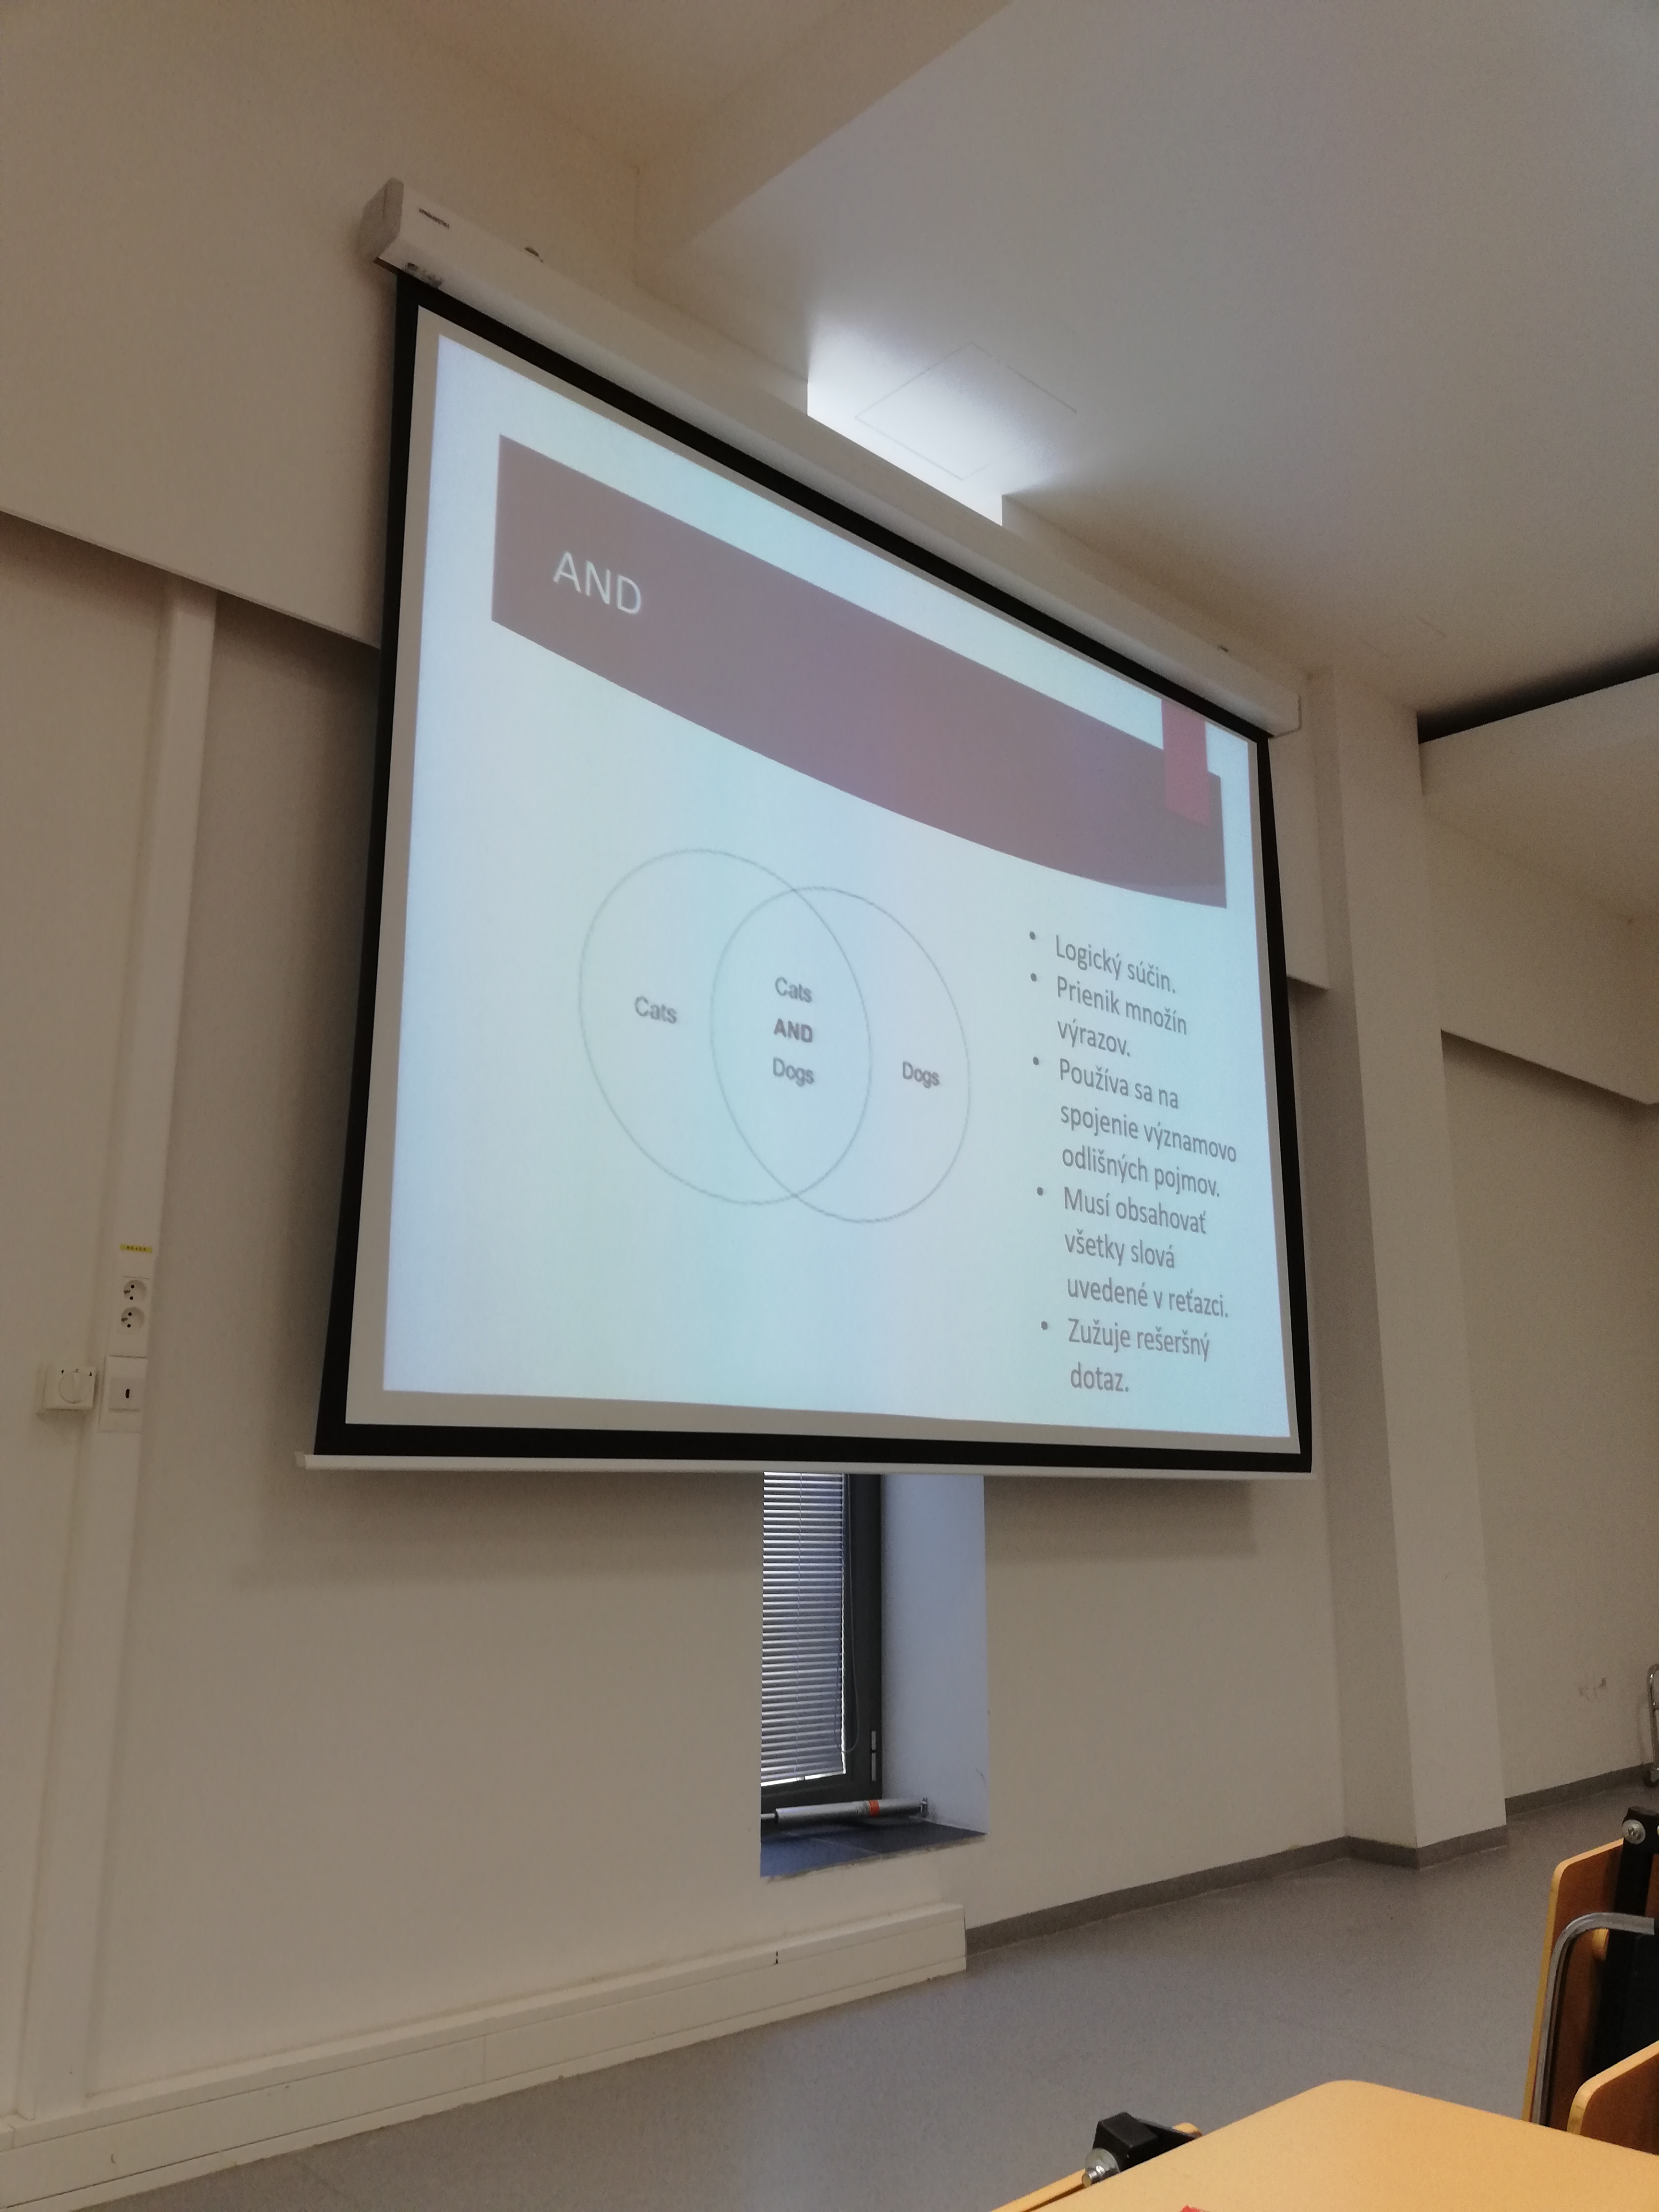 AND
Cats
Cats
AND
Dogs
Dogs
• Logický súčin.
• Prienik množín
výrazov.
• Používa sa na
spojenie významovo
odlišných pojmov.
• Musí obsahovať
všetky slová
uvedené v reťazci.
• Zužuje rešeršný
dotaz.